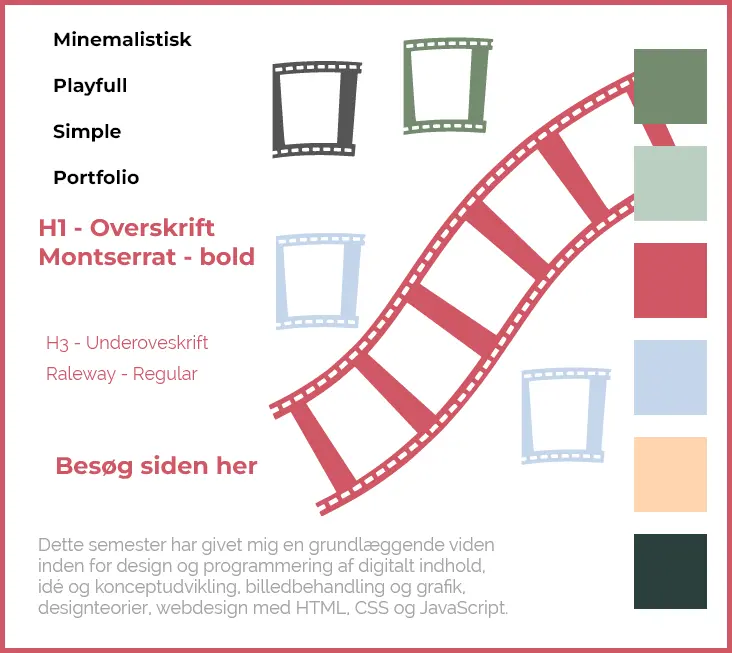 Minemalistisk
Playfull
Simple
Portfolio
H1 - Overskrift
Montserrat - bold
H3 - Underoveskrift
Raleway - Regular
Besøg siden her
Dette semester har givet mig en grundlæggende viden
inden for design og programmering af digitalt indhold,
idé og konceptudvikling, billedbehandling og grafik,
designteorier, webdesign med HTML, CSS og JavaScript.